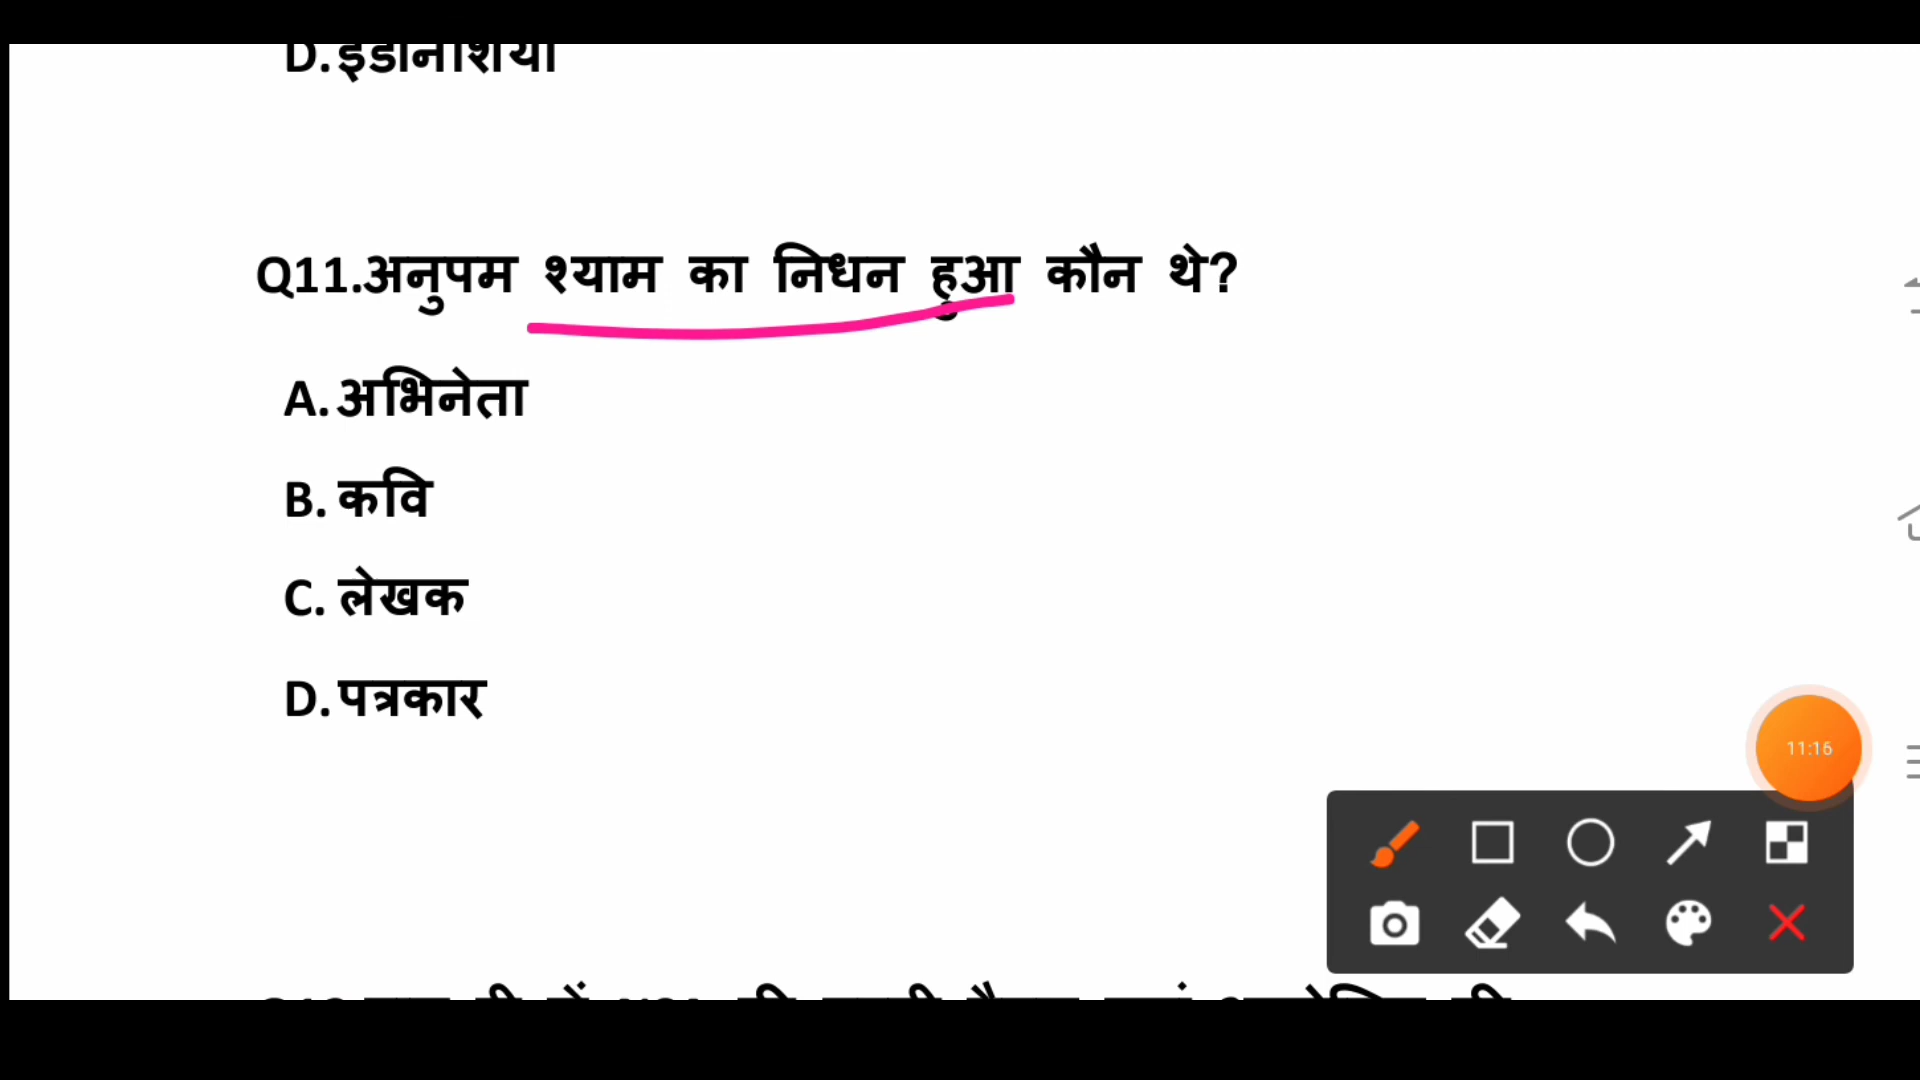 D. इंडोनेशिया
Q11.अनुपम श्याम का निधन हुआ कौन थे?
A. अभिनेता
B. कवि
C. लेखक
D. पत्रकार
11:16